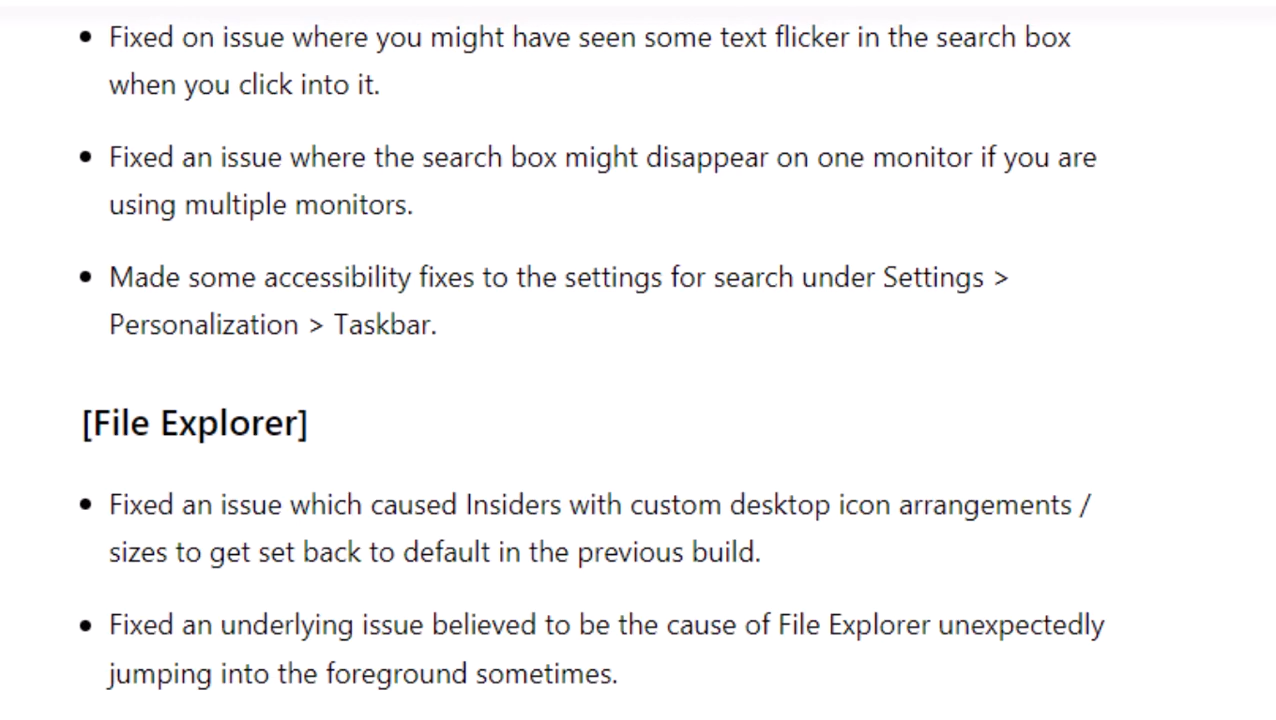 • Fixed on issue where you might have seen some text flicker in the search box
when you click into it.
• Fixed an issue where the search box might disappear on one monitor if you are
using multiple monitors.
• Made some accessibility fixes to the settings for search under Settings >
Personalization > Taskbar.
[File Explorer]
• Fixed an issue which caused Insiders with custom desktop icon arrangements /
sizes to get set back to default in the previous build.
• Fixed an underlying issue believed to be the cause of File Explorer unexpectedly
jumping into the foreground sometimes.